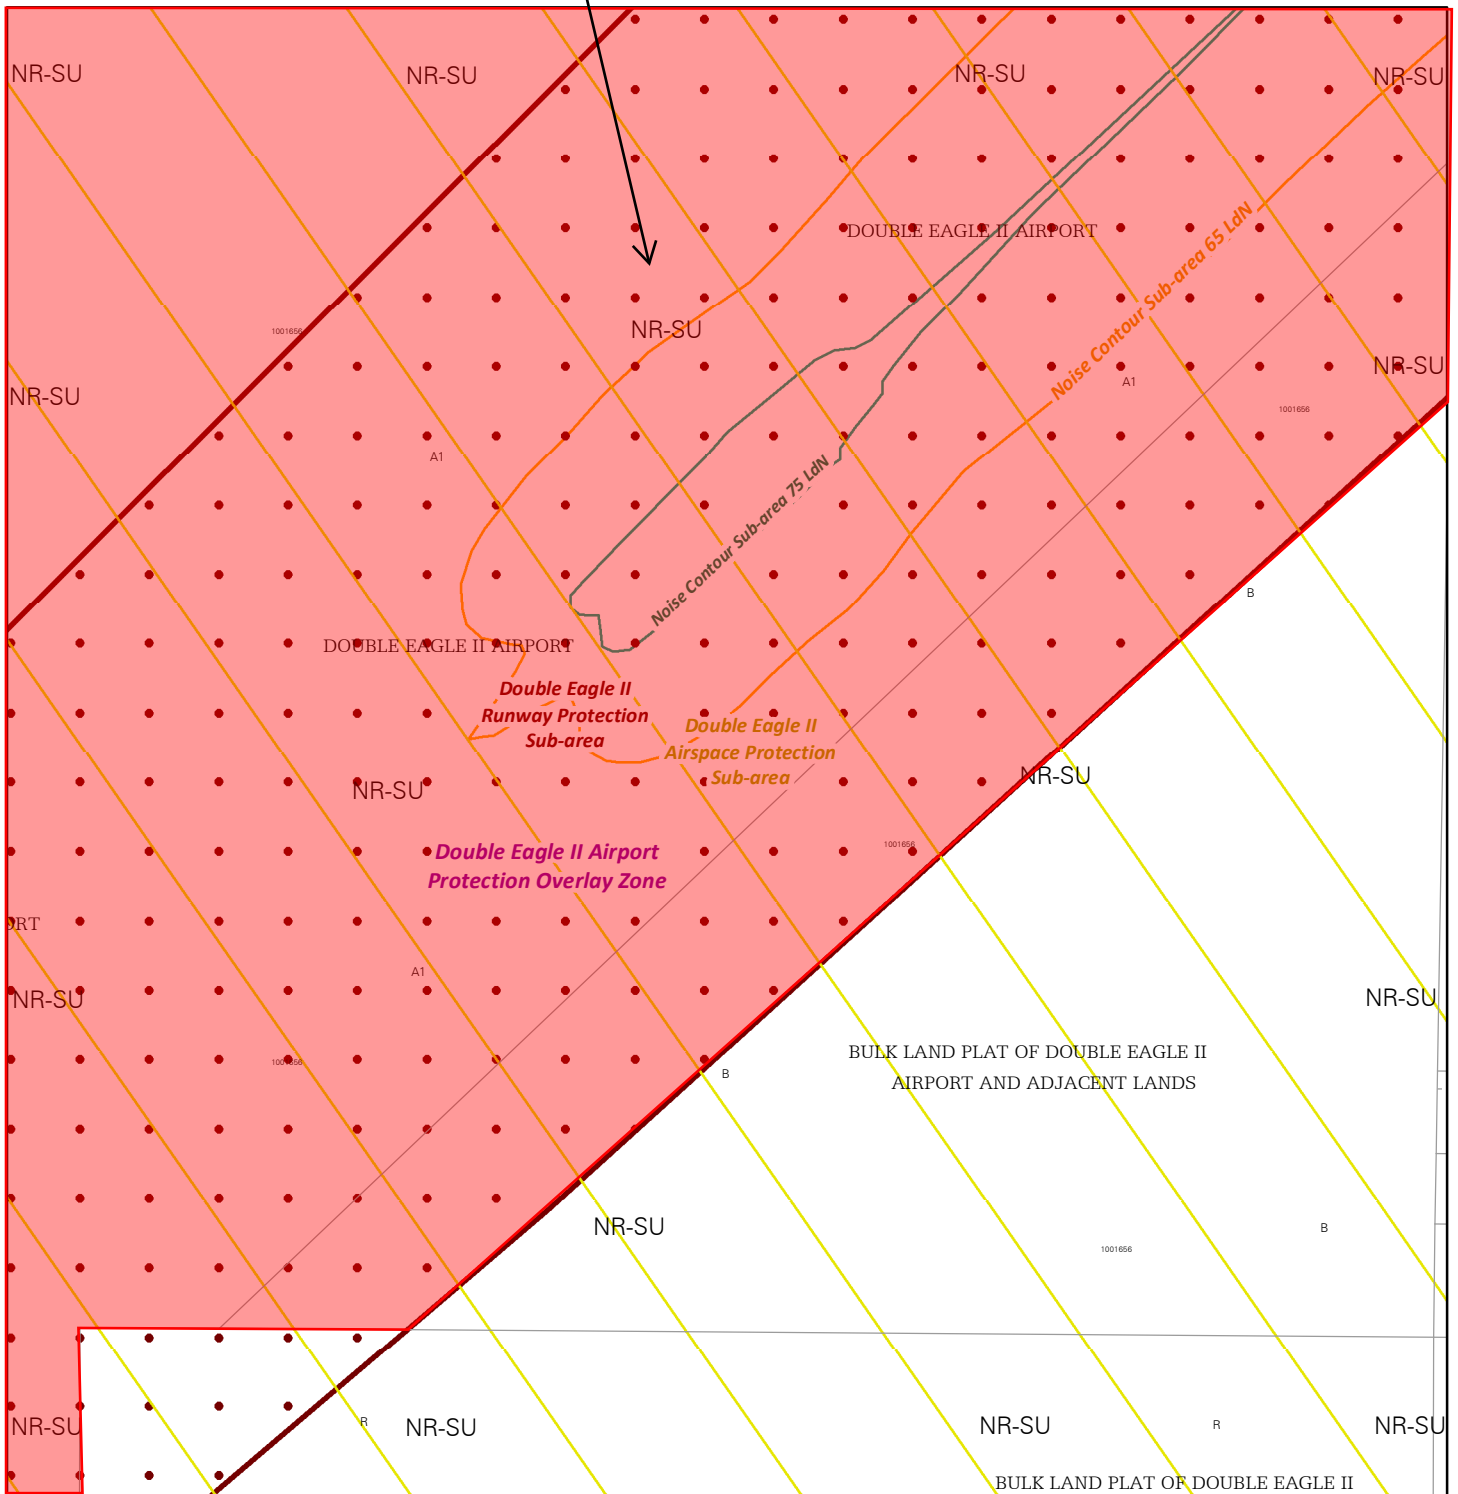 NR-SU
NR-SU
NR-SU
NR-SU
DOUBLE EAGLE II AIRPORT
Noise Contour Sub-area 65 LdN
1001656
NR-SU
NR-SU
NR-SU
A1
1001656
A1
Noise Contour Sub-area 75 LdN
B
DOUBLE EAGLE II AIRPORT
Double Eagle II
Runway Protection
Sub-area
Double Eagle II
Airspace Protection
Sub-area
NR-SU
NR-SU
1001656
Double Eagle II Airport
Protection Overlay Zone
ORT
A1
NR-SU
NR-SU
BULK LAND PLAT OF DOUBLE EAGLE II
AIRPORT AND ADJACENT LANDS
1001656
B
NR-SU
B
1001656
NR-SU
R
NR-SU
NR-SU
R
NR-SU
BULK LAND PLAT OF DOUBLE EAGLE II